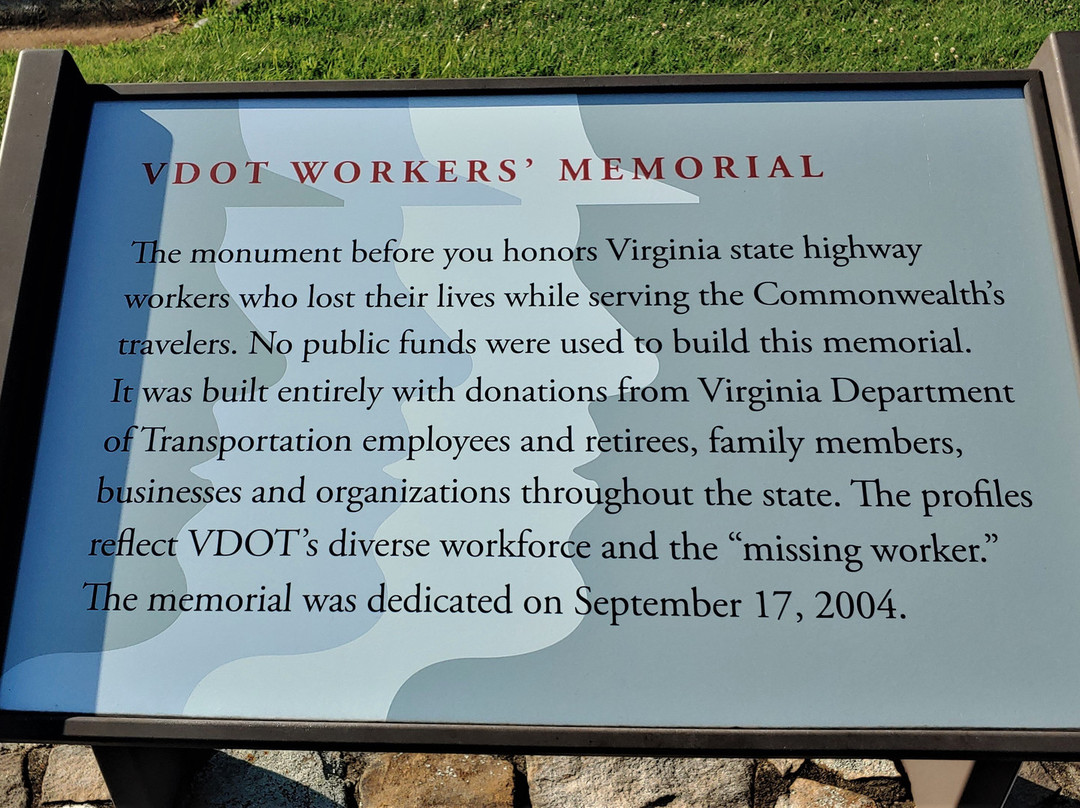 VDOT WORKERS’ MEMORIAL
The monument before you honors Virginia state highway
workers who lost their lives while serving the Commonwealth’s
travelers. No public funds were used to build this memorial.
It was built entirely with donations from Virginia Department
of Transportation employees and retirees, family members,
businesses and organizations throughout the state. The profiles
reflect VDOT’s diverse workforce and the “missing worker.”
The memorial was dedicated on September 17, 2004.